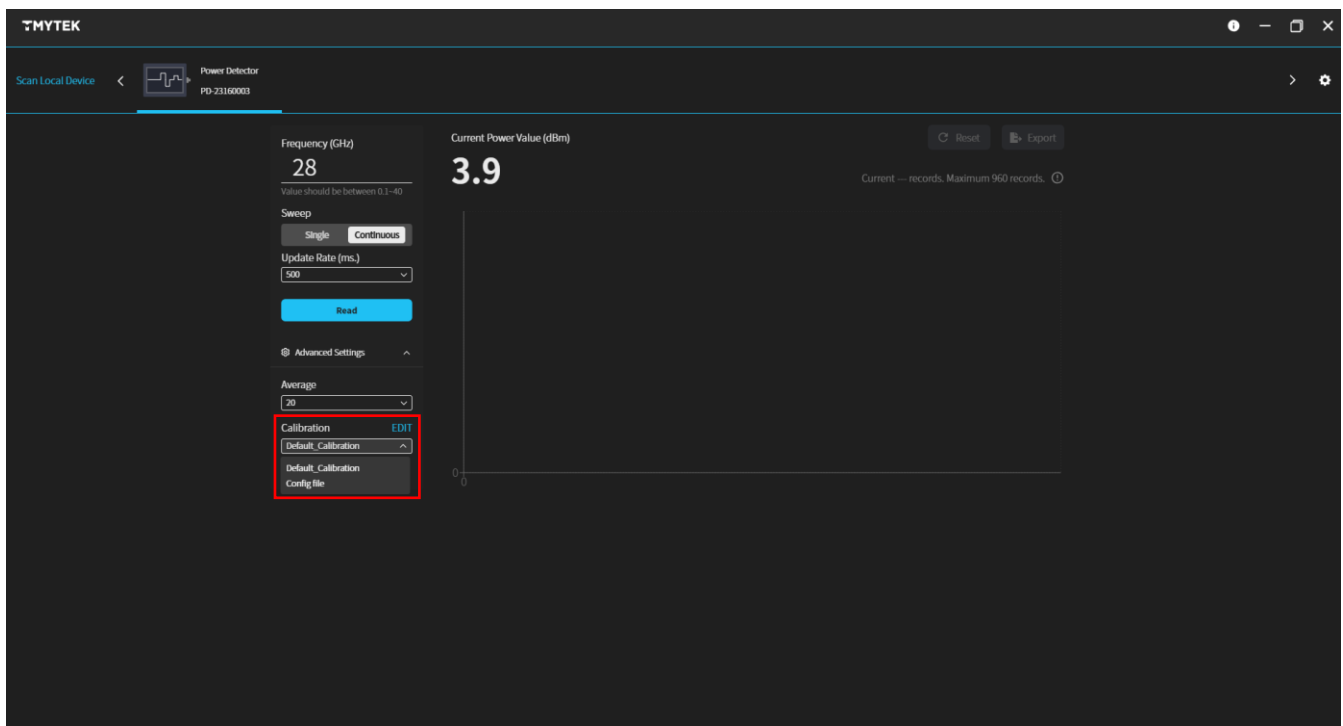 TMYTEK
Scan Local Device
Power Detector
PD-23160003
Frequency (GHz)
28
Value should be between 0.1~40
Sweep
Single Continuous
Update Rate (ms.)
500
Read
Advanced Settings
Average
20
Calibration EDIT
Default_Calibration
Default_Calibration
Config file
Current Power Value (dBm)
3.9
Reset Export
Current — records. Maximum 960 records.
0
0